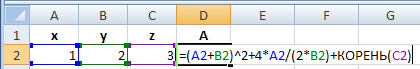 A B C D E F G
1 x y z A
2 1 2 3 =(A2+B2)^2+4*A2/(2*B2)+КОРЕНЬ(C2)